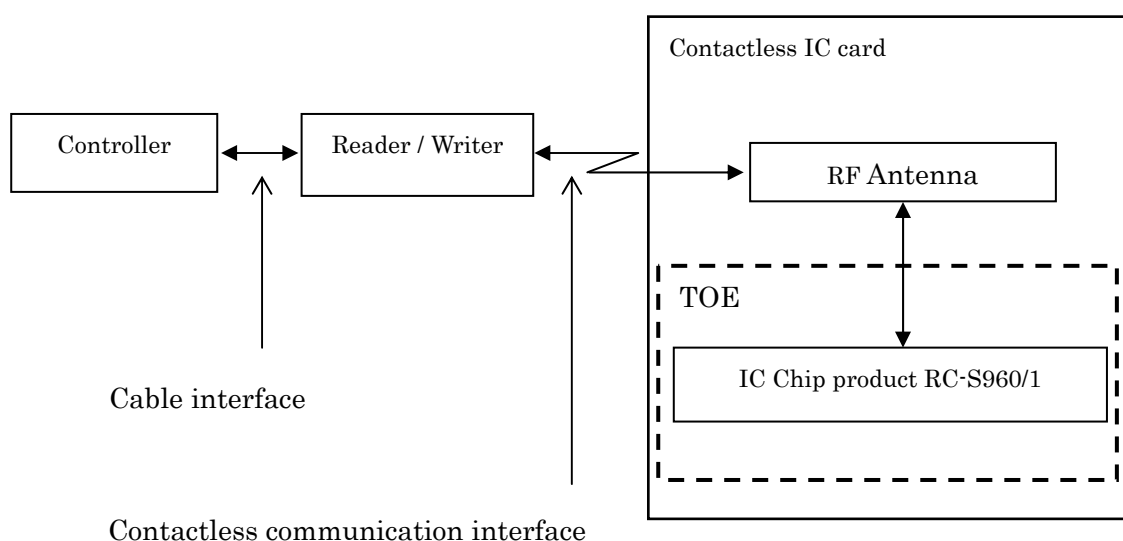 Contactless IC card
Controller
Reader / Writer
RF Antenna
TOE
IC Chip product RC-S960/1
Cable interface
Contactless communication interface